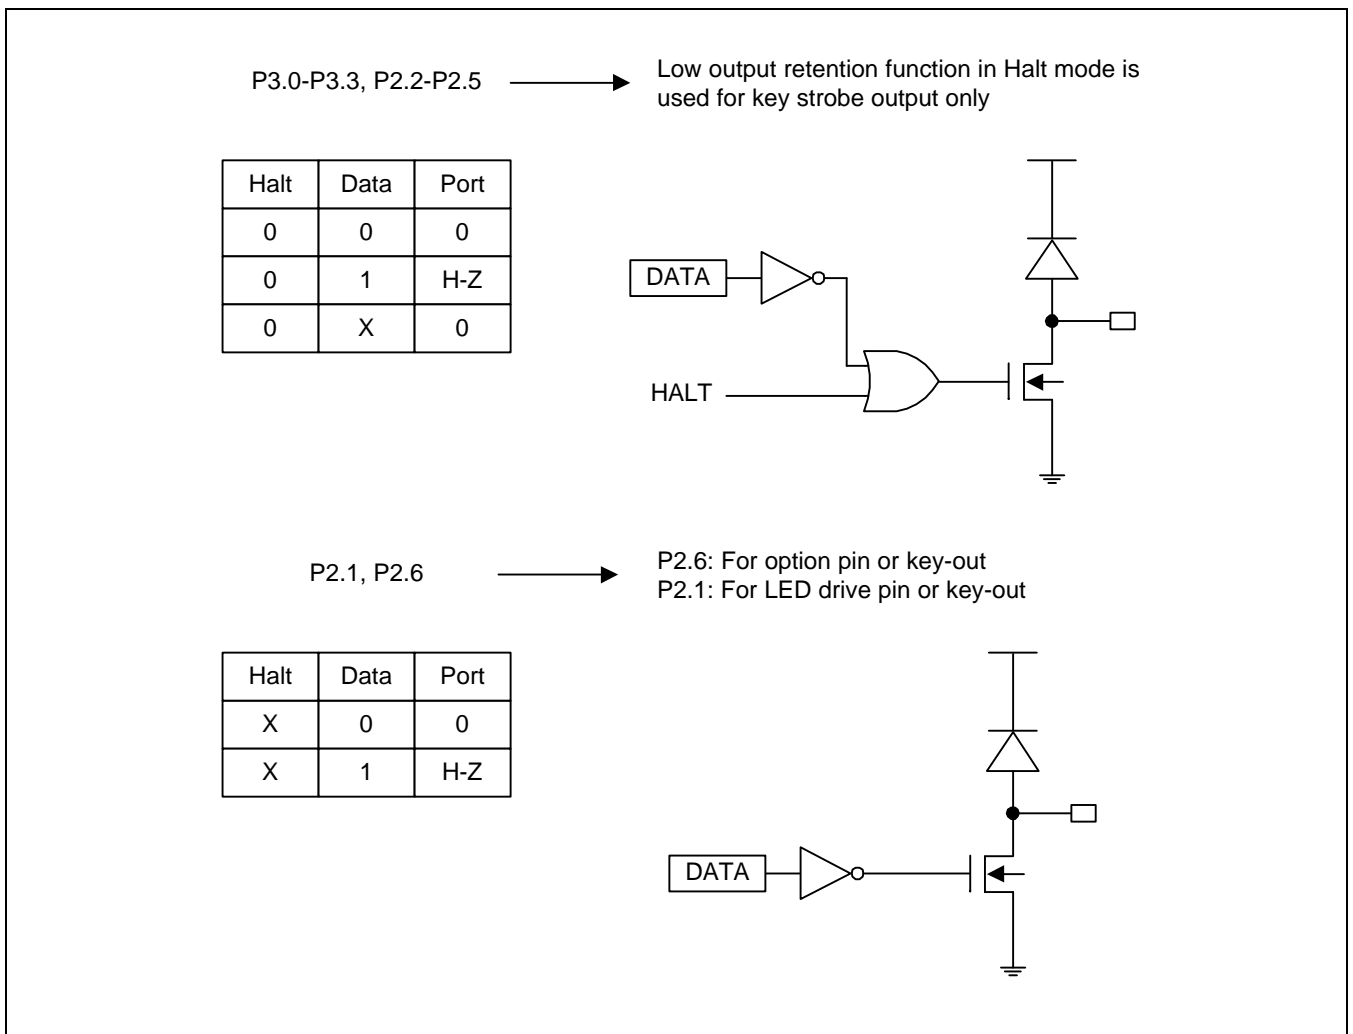 P3.0-P3.3, P2.2-P2.5
Low output retention function in Halt mode is
used for key strobe output only
Halt Data Port
0 0 0
0 1 H-Z
0 X 0
DATA
HALT
P2.1, P2.6
P2.6: For option pin or key-out
P2.1: For LED drive pin or key-out
Halt Data Port
X 0 0
X 1 H-Z
DATA